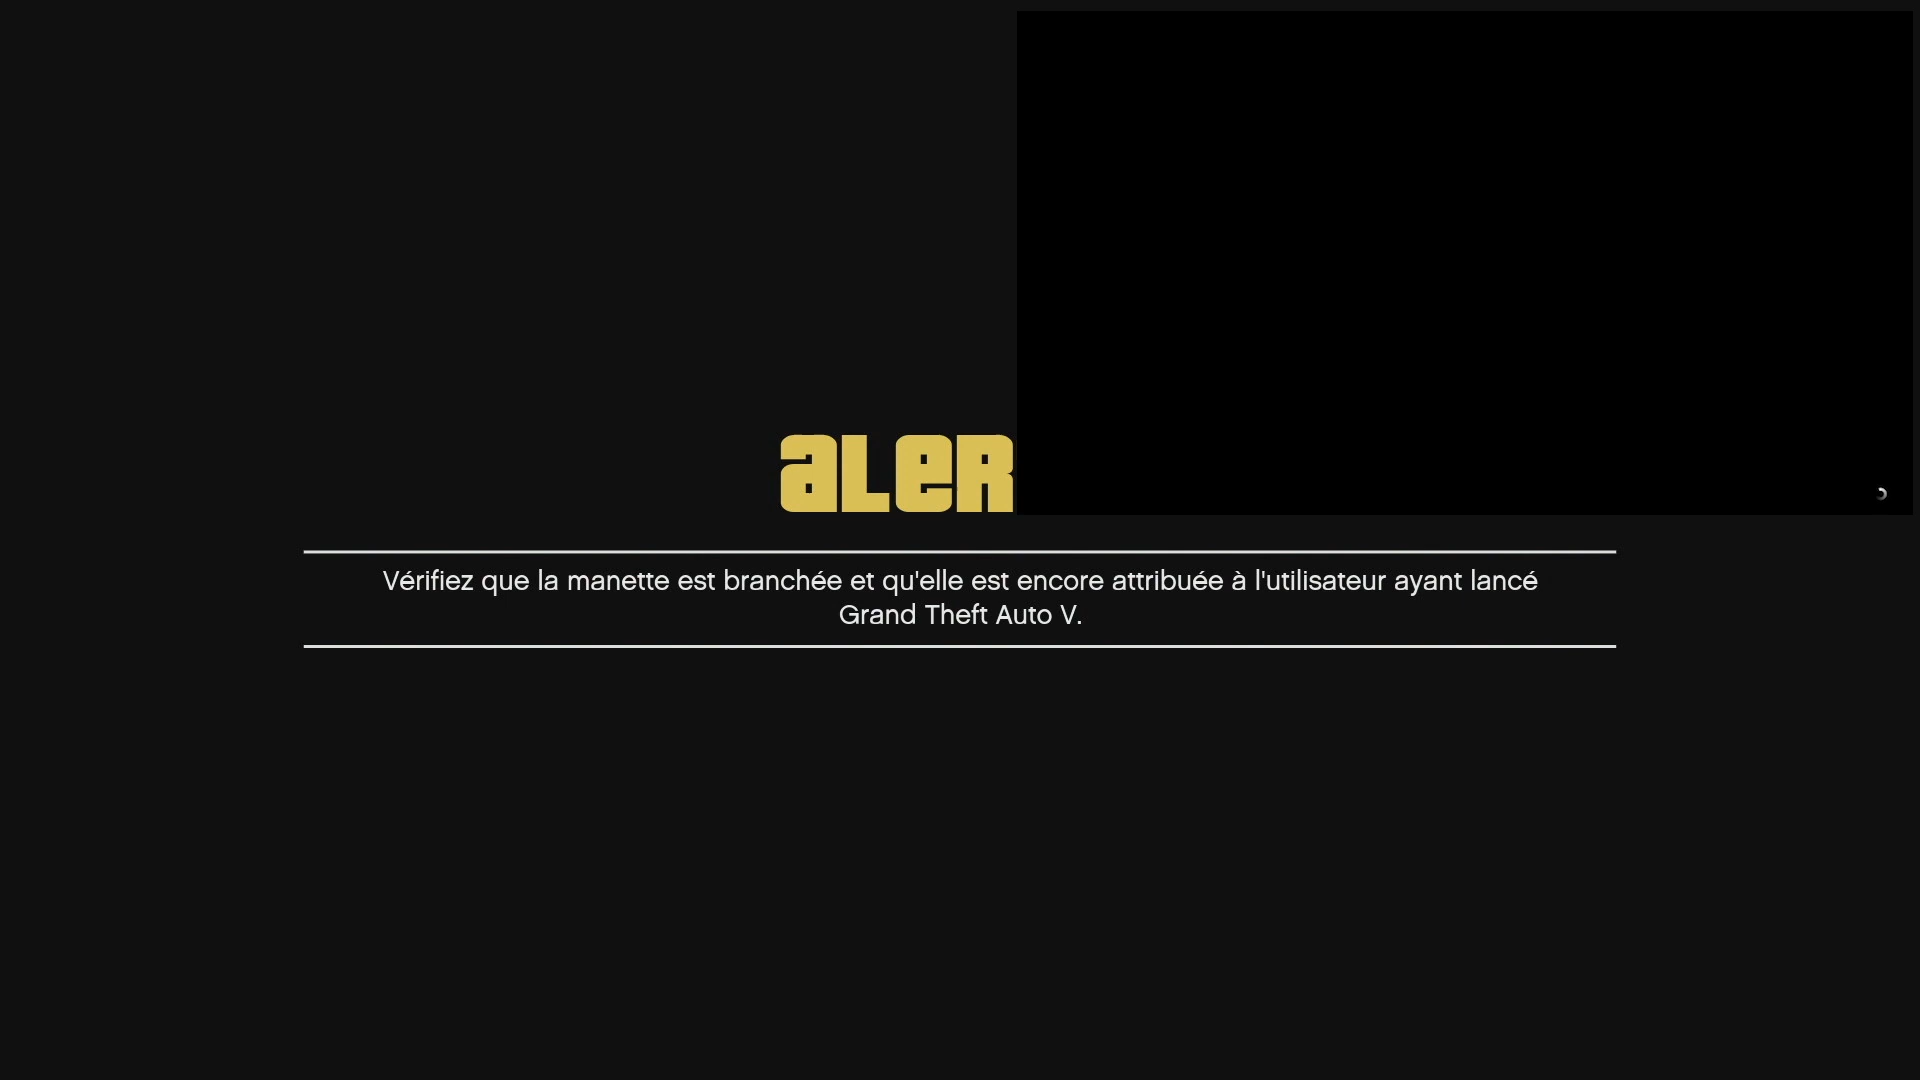 aLeR
Vérifiez que la manette est branchée et qu'elle est encore attribuée à l'utilisateur ayant lancé
Grand Theft Auto V.